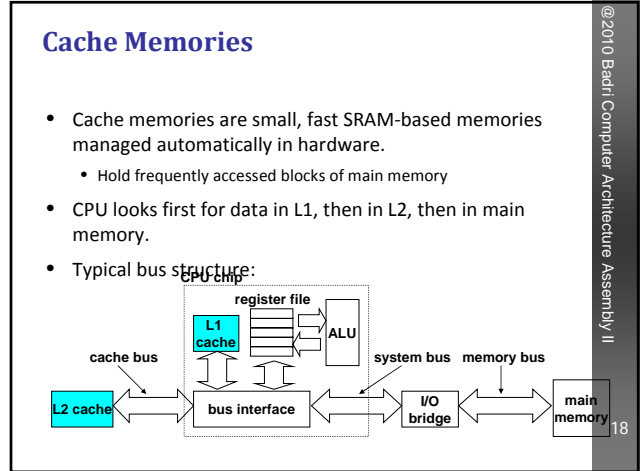 Cache Memories
• Cache memories are small, fast SRAM-based memories
managed automatically in hardware.
• Hold frequently accessed blocks of main memory
• CPU looks first for data in L1, then in L2, then in main
memory.
• Typical bus structure:
CPU chip
register file
L1
cache
ALU
cache bus
system bus
memory bus
L2 cache
bus interface
I/O
bridge
main
memory
@2010 Badri Computer Architecture Assembly II
18